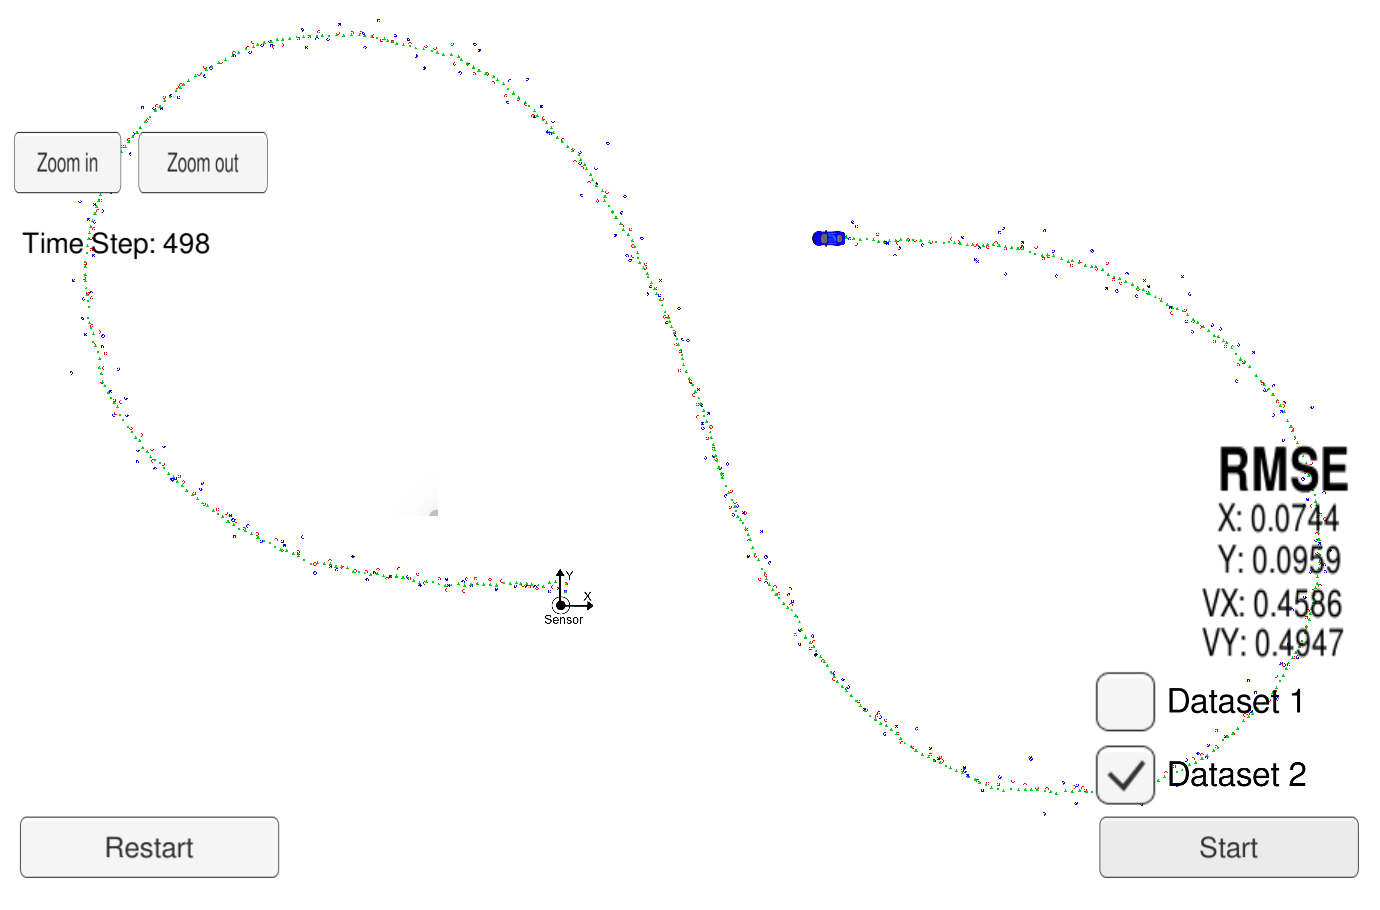 Zoom in
Zoom out
Time Step: 498
RMSE
X: 0.0744
Y: 0.0959
VX: 0.4586
VY: 0.4947
Y
X
Sensor
Dataset 1
Dataset 2
Restart
Start